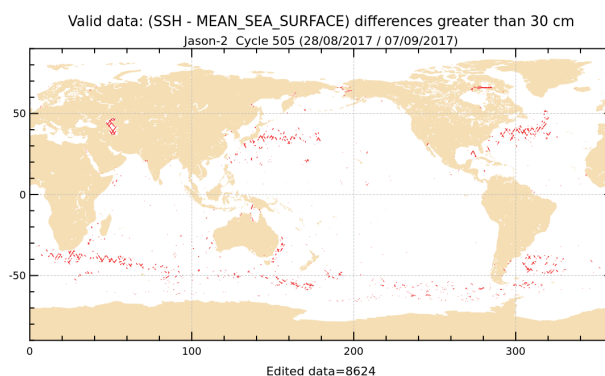 Valid data: (SSH - MEAN_SEA_SURFACE) differences greater than 30 cm
Jason-2 Cycle 505 (28/08/2017 / 07/09/2017)
50
0
-50
0 100 200 300
Edited data=8624